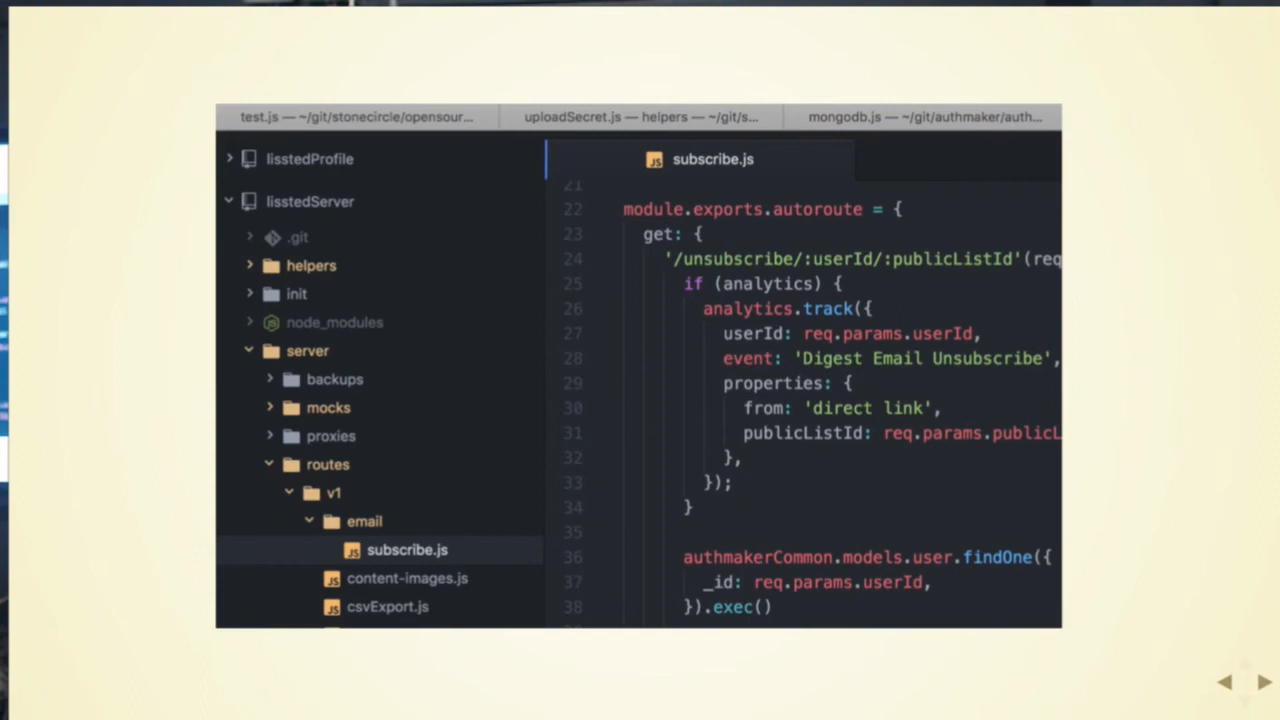 test.js — ~/git/stonecircle/opensour...
uploadSecret.js — helpers — ~/git/s...
mongodb.js — ~/git/authmaker/auth...
lisstedProfile
lisstedServer
.git
helpers
init
node_modules
server
backups
mocks
proxies
routes
v1
email
subscribe.js
content-images.js
csvExport.js
subscribe.js
21
22 module.exports.autoroute = {
23 get: {
24 '/unsubscribe/:userId/:publicListId'(req
25 if (analytics) {
26 analytics.track({
27 userId: req.params.userId,
28 event: 'Digest Email Unsubscribe',
29 properties: {
30 from: 'direct link',
31 publicListId: req.params.publicL
32 },
33 });
34 }
35
36 authmakerCommon.models.user.findOne({
37 _id: req.params.userId,
38 }).exec()